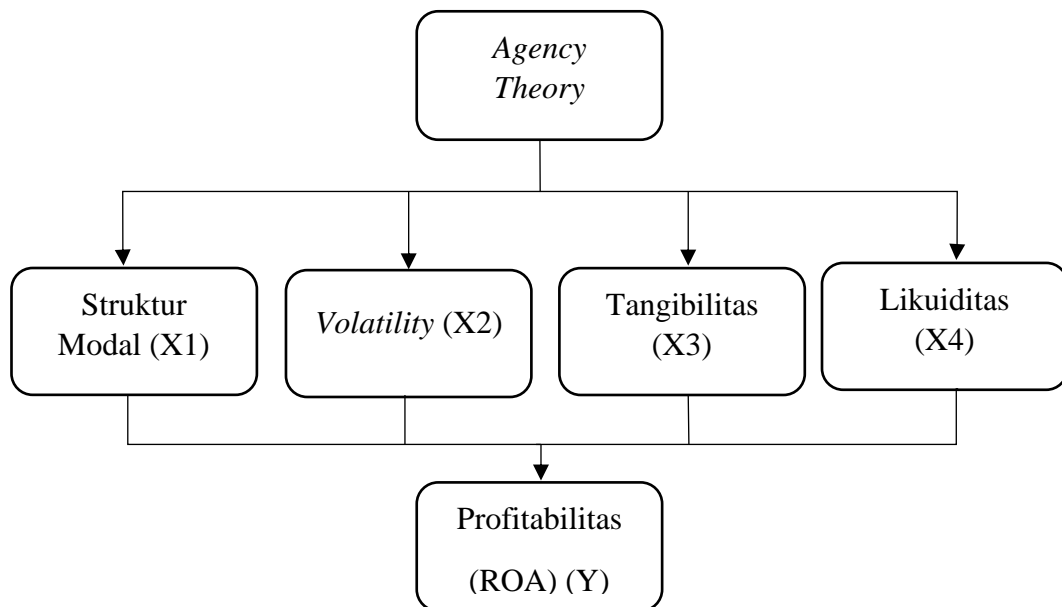 Agency
Theory
Struktur
Modal (X1)
Volatility (X2)
Tangibilitas
(X3)
Likuiditas
(X4)
Profitabilitas
(ROA) (Y)